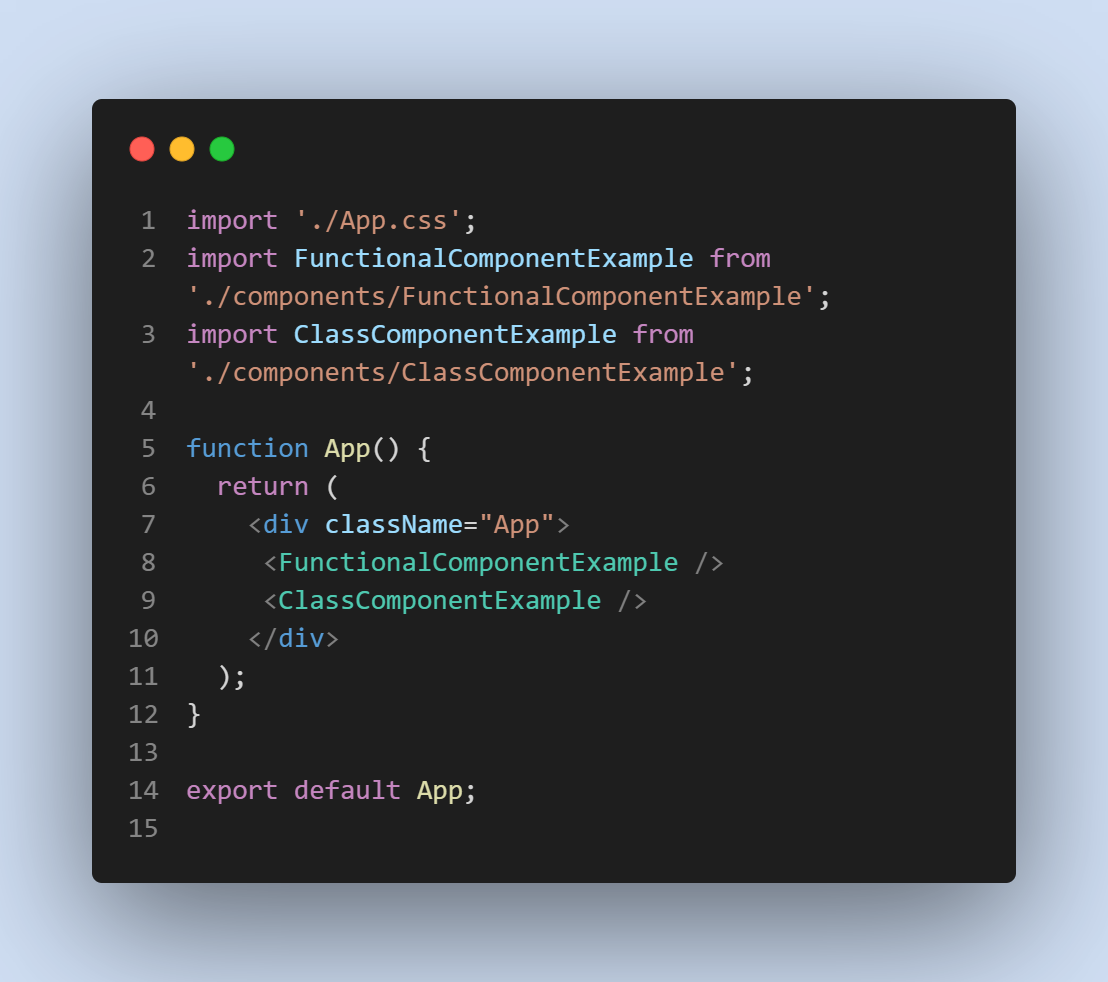 1 import './App.css';
2 import FunctionalComponentExample from
'./components/FunctionalComponentExample';
3 import ClassComponentExample from
'./components/ClassComponentExample';
4
5 function App() {
6   return (
7     <div className="App">
8      <FunctionalComponentExample />
9      <ClassComponentExample />
10     </div>
11   );
12 }
13
14 export default App;
15